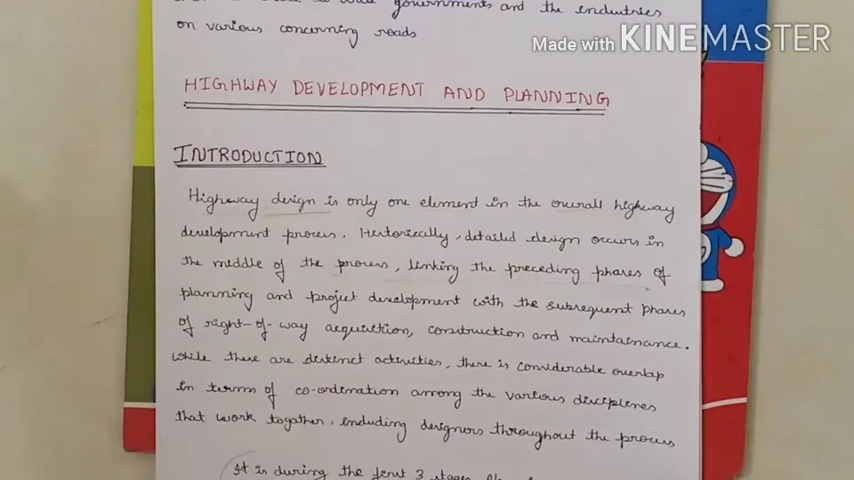 governments and the industries
on various concerning roads
Made with KINEMASTER
HIGHWAY DEVELOPMENT AND PLANNING
INTRODUCTION
Highway design is only one element in the overall highway
development process. Historically, detailed design occurs in
the middle of the process, linking the preceding phases of
planning and project development with the subsequent phases
of right-of-way acquisition, construction and maintainance.
While these are distinct activities, there is considerable overlap
in terms of co-ordination among the various disciplines
that work together, including designers throughout the process
It is during the first 3 stages